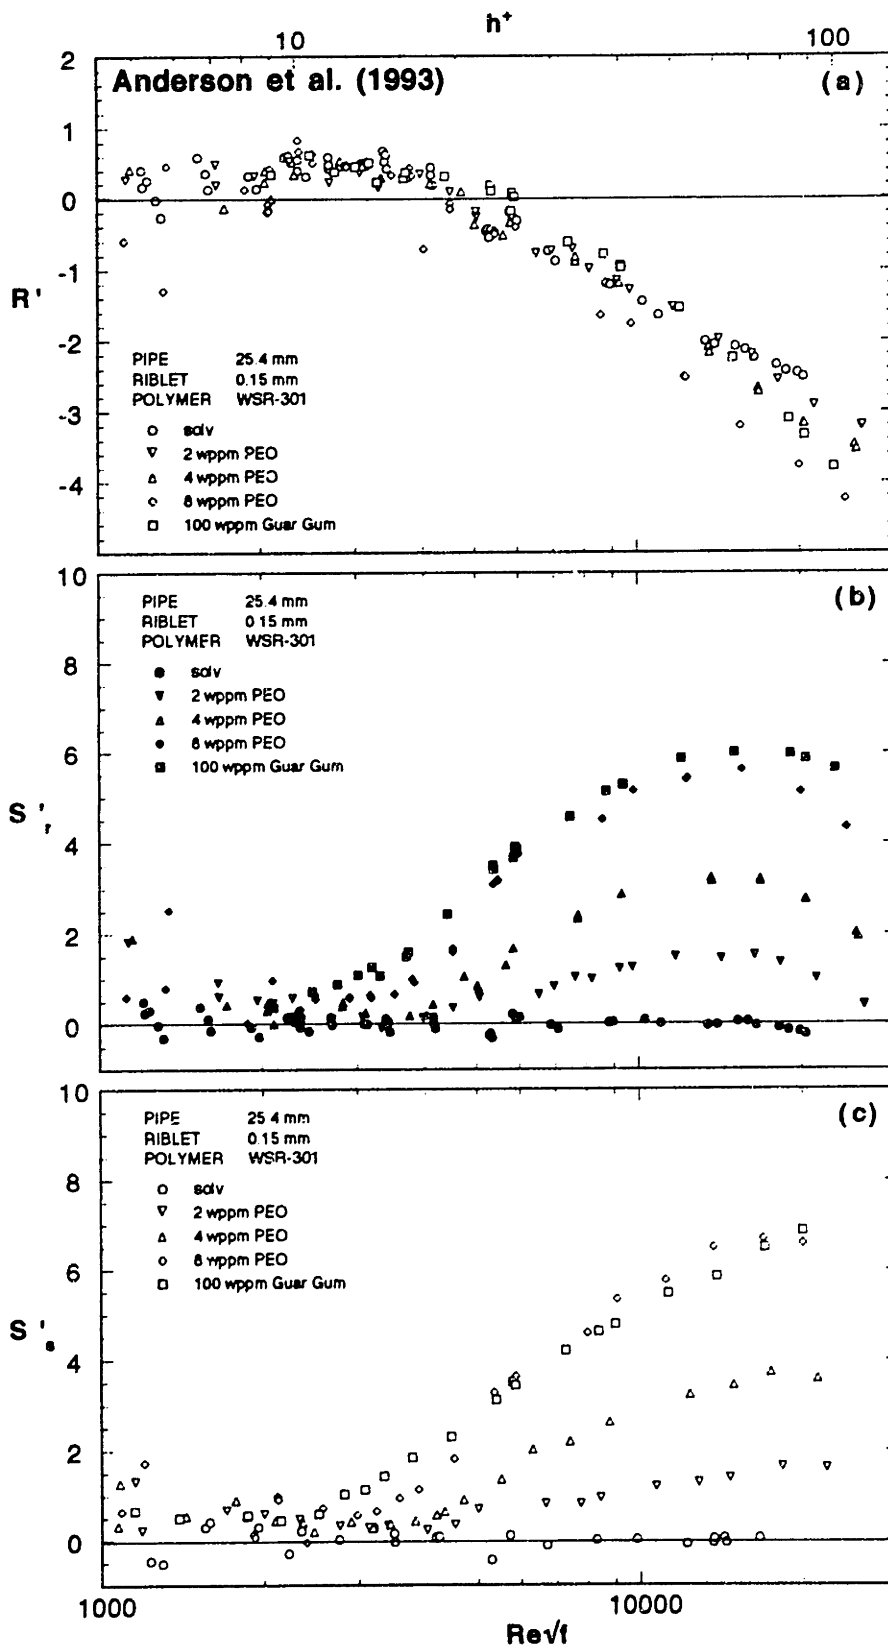 h⁺
10 100
2
Anderson et al. (1993) (a)
1
0
-1
R'
-2
PIPE 25.4 mm
RIBLET 0.15 mm
POLYMER WSR-301
-3
solv
2 wppm PEO
4 wppm PEO
-4
8 wppm PEO
100 wppm Guar Gum
10
(b)
PIPE 25.4 mm
RIBLET 0.15 mm
POLYMER WSR-301
8
solv
2 wppm PEO
4 wppm PEO
8 wppm PEO
100 wppm Guar Gum
6
S'r
4
2
0
10
(c)
PIPE 25.4 mm
RIBLET 0.15 mm
POLYMER WSR-301
8
solv
2 wppm PEO
4 wppm PEO
8 wppm PEO
100 wppm Guar Gum
6
S's
4
2
0
1000 10000
Re√f